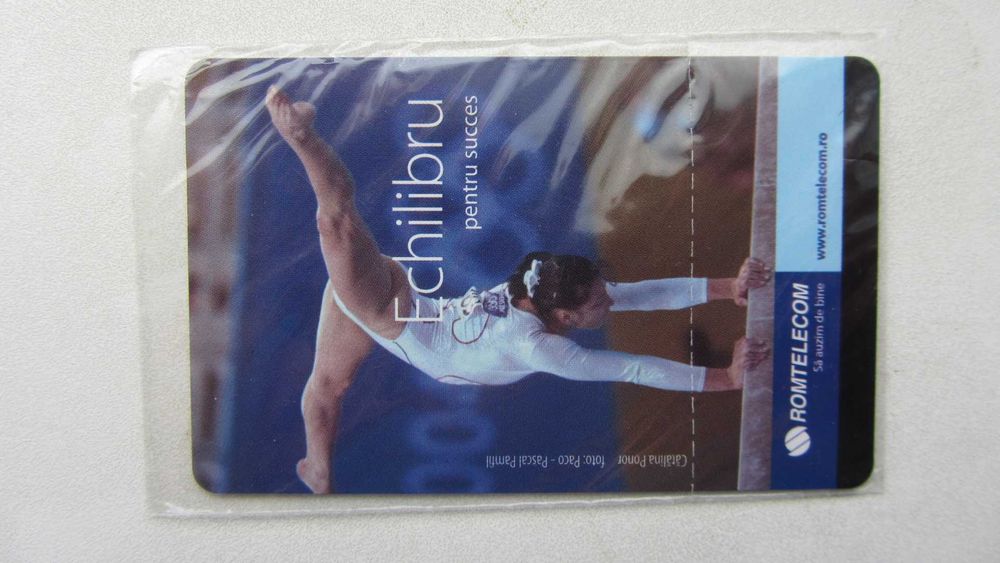 Echilibru
pentru succes
www.romtelecom.ro
ROMTELECOM
Să auzim de bine
Cătălina Ponor
foto: Paco - Pascal Pamfil